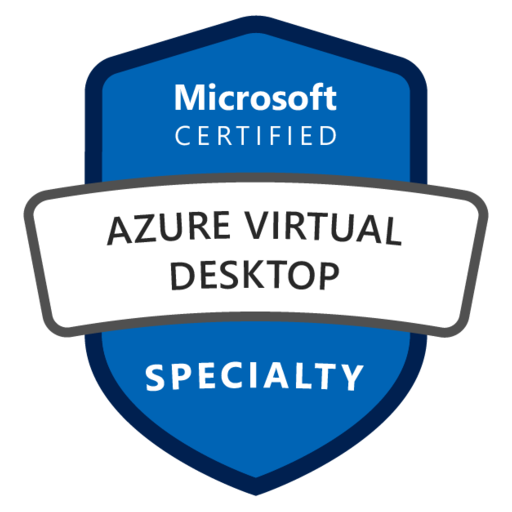 Microsoft
CERTIFIED
AZURE VIRTUAL
DESKTOP
SPECIALTY